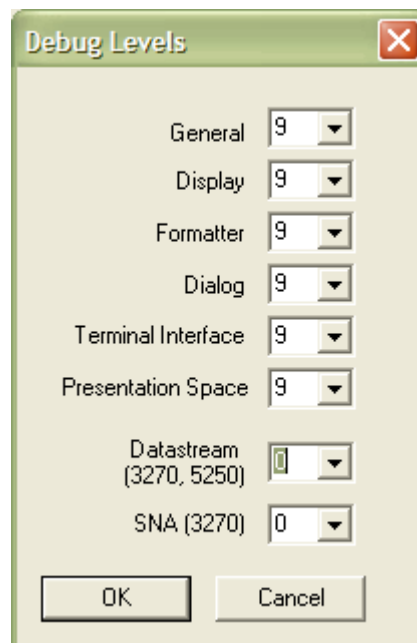 Debug Levels
General 9
Display 9
Formatter 9
Dialog 9
Terminal Interface 9
Presentation Space 9
Datastream
(3270, 5250) 0
SNA (3270) 0
OK Cancel